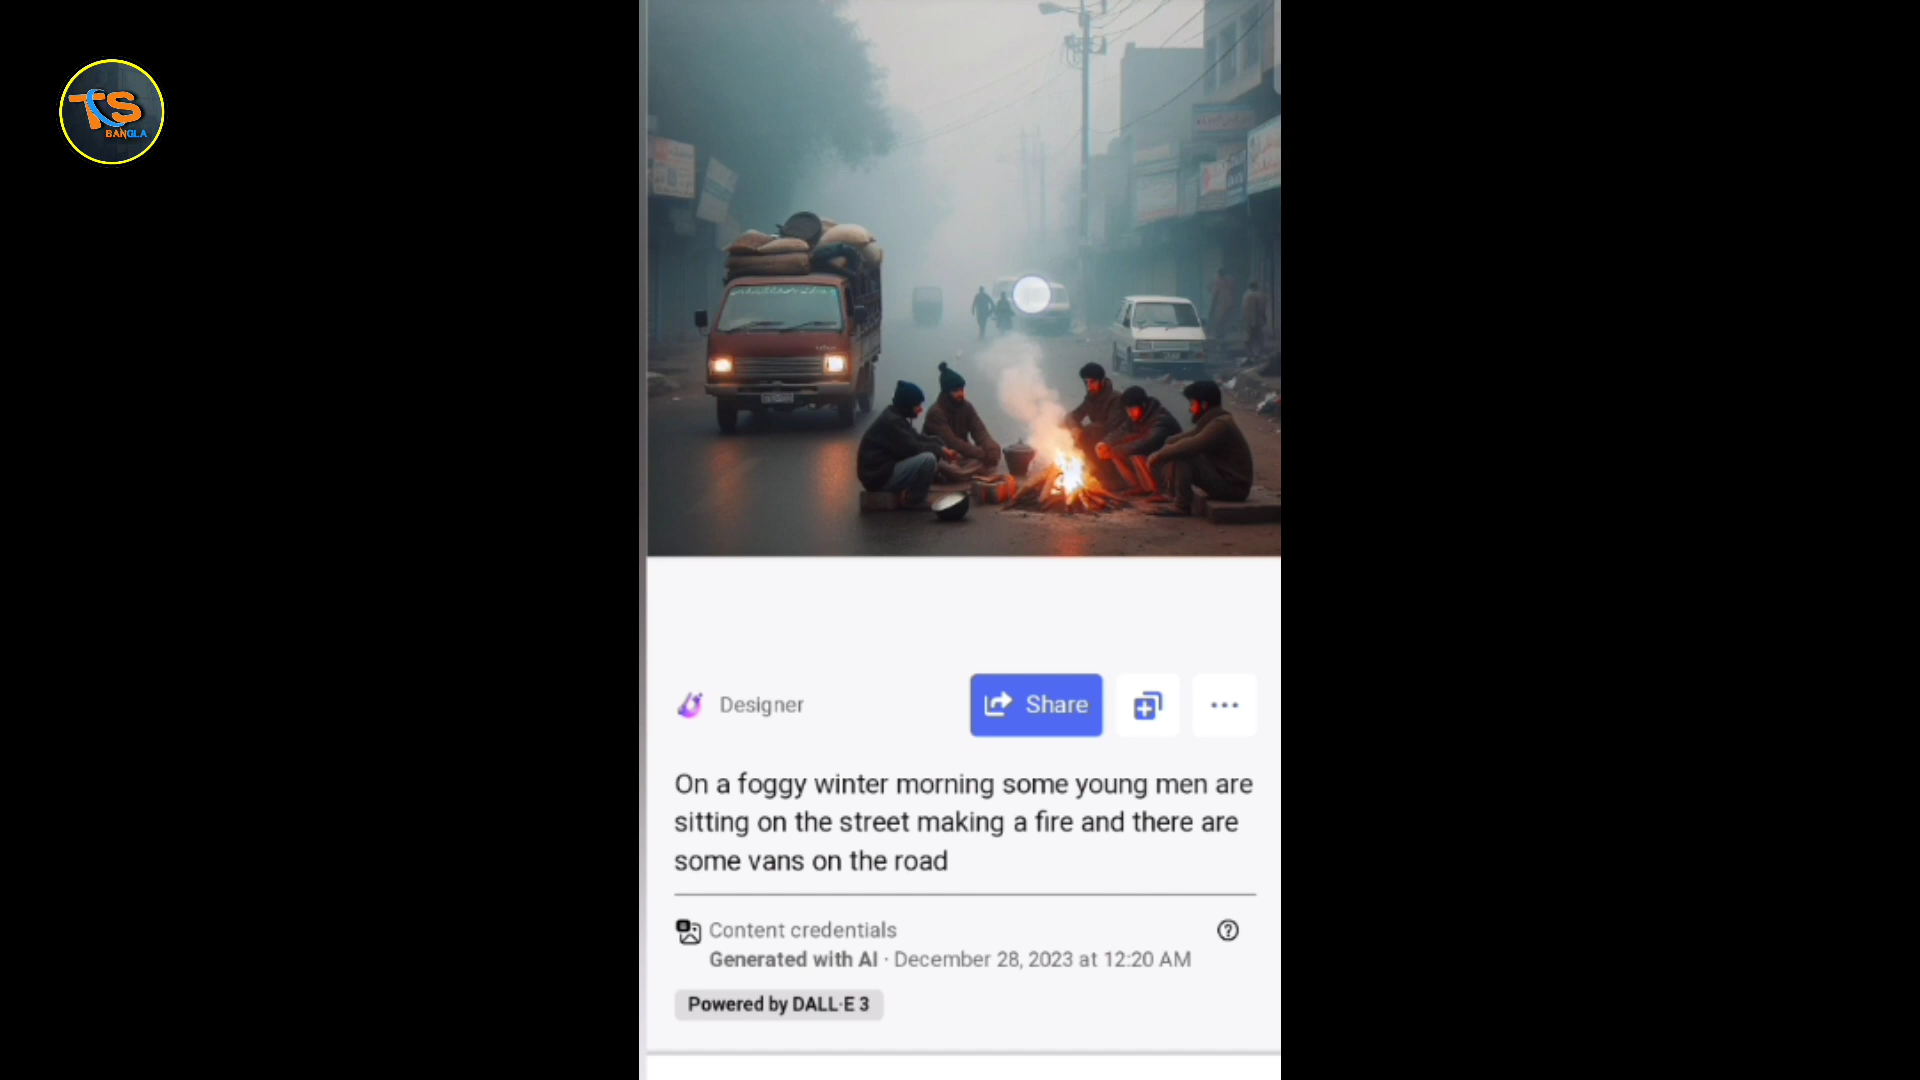 TS
BANGLA
Designer
Share
On a foggy winter morning some young men are
sitting on the street making a fire and there are
some vans on the road
Content credentials
Generated with AI · December 28, 2023 at 12:20 AM
Powered by DALL·E 3